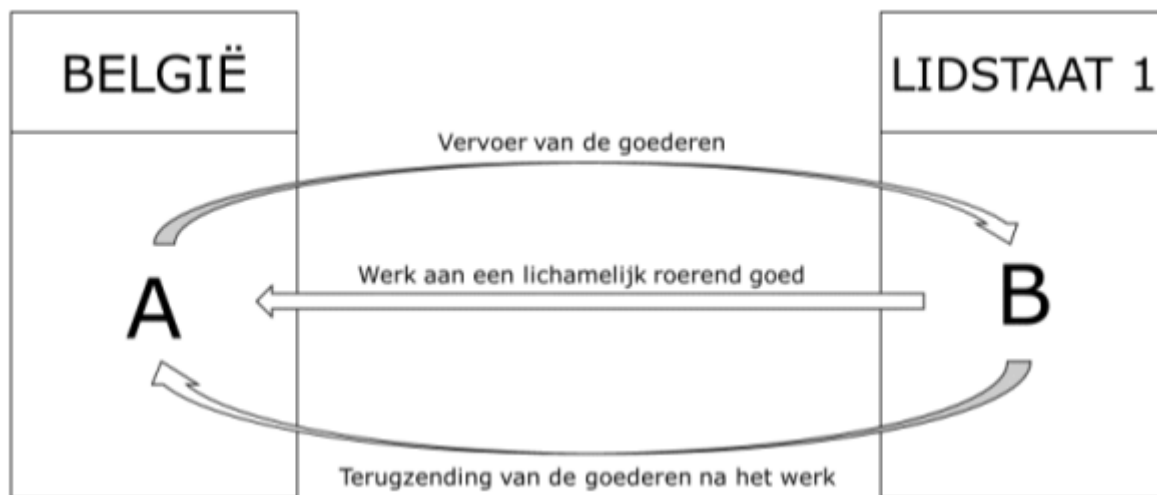 BELGIË
LIDSTAAT 1
Vervoer van de goederen
Werk aan een lichamelijk roerend goed
A
B
Terugzending van de goederen na het werk